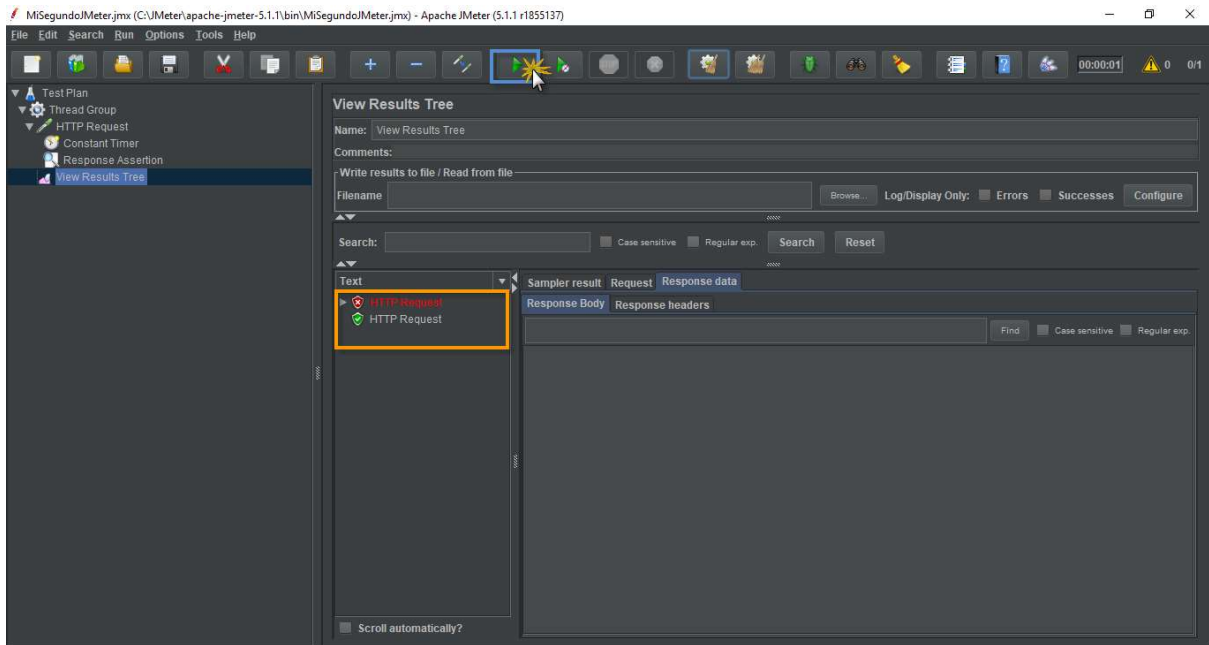 MiSegundoJMeter.jmx (C:\JMeter\apache-jmeter-5.1.1\bin\MiSegundoJMeter.jmx) - Apache JMeter (5.1.1 r1855137)
File Edit Search Run Options Tools Help
00:00:01 0 0/1
Test Plan
Thread Group
HTTP Request
Constant Timer
Response Assertion
View Results Tree
View Results Tree
Name: View Results Tree
Comments:
Write results to file / Read from file
Filename Browse... Log/Display Only: Errors Successes Configure
Search: Case sensitive Regular exp. Search Reset
Text
HTTP Request
HTTP Request
Scroll automatically?
Sampler result Request Response data
Response Body Response headers
Find Case sensitive Regular exp.